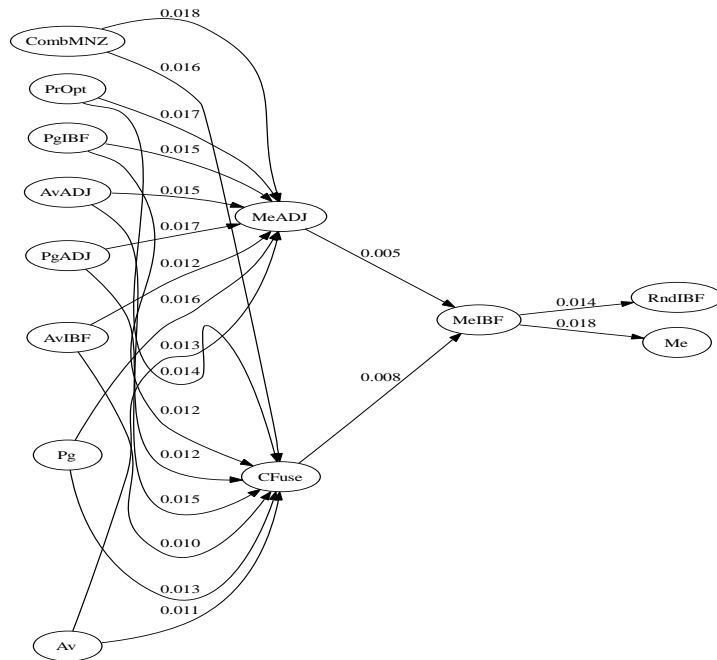 0.018
CombMNZ
0.016
PrOpt
0.017
PgIBF
0.015
AvADJ
0.015
MeADJ
0.017
PgADJ
0.005
0.012
RndIBF
0.014
0.016
MeIBF
0.018
AvIBF
Me
0.013
0.014
0.008
0.012
Pg
0.012
CFuse
0.015
0.010
0.013
0.011
Av